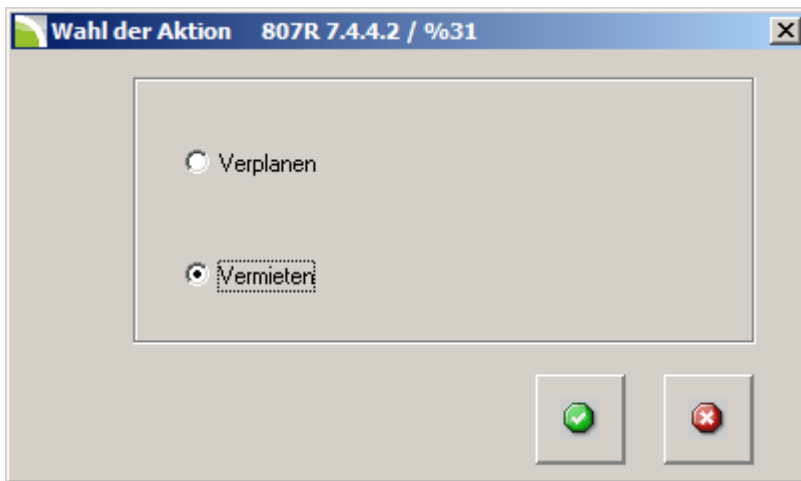 Wahl der Aktion 807R 7.4.4.2 / %31
Verplanen
Vermieten